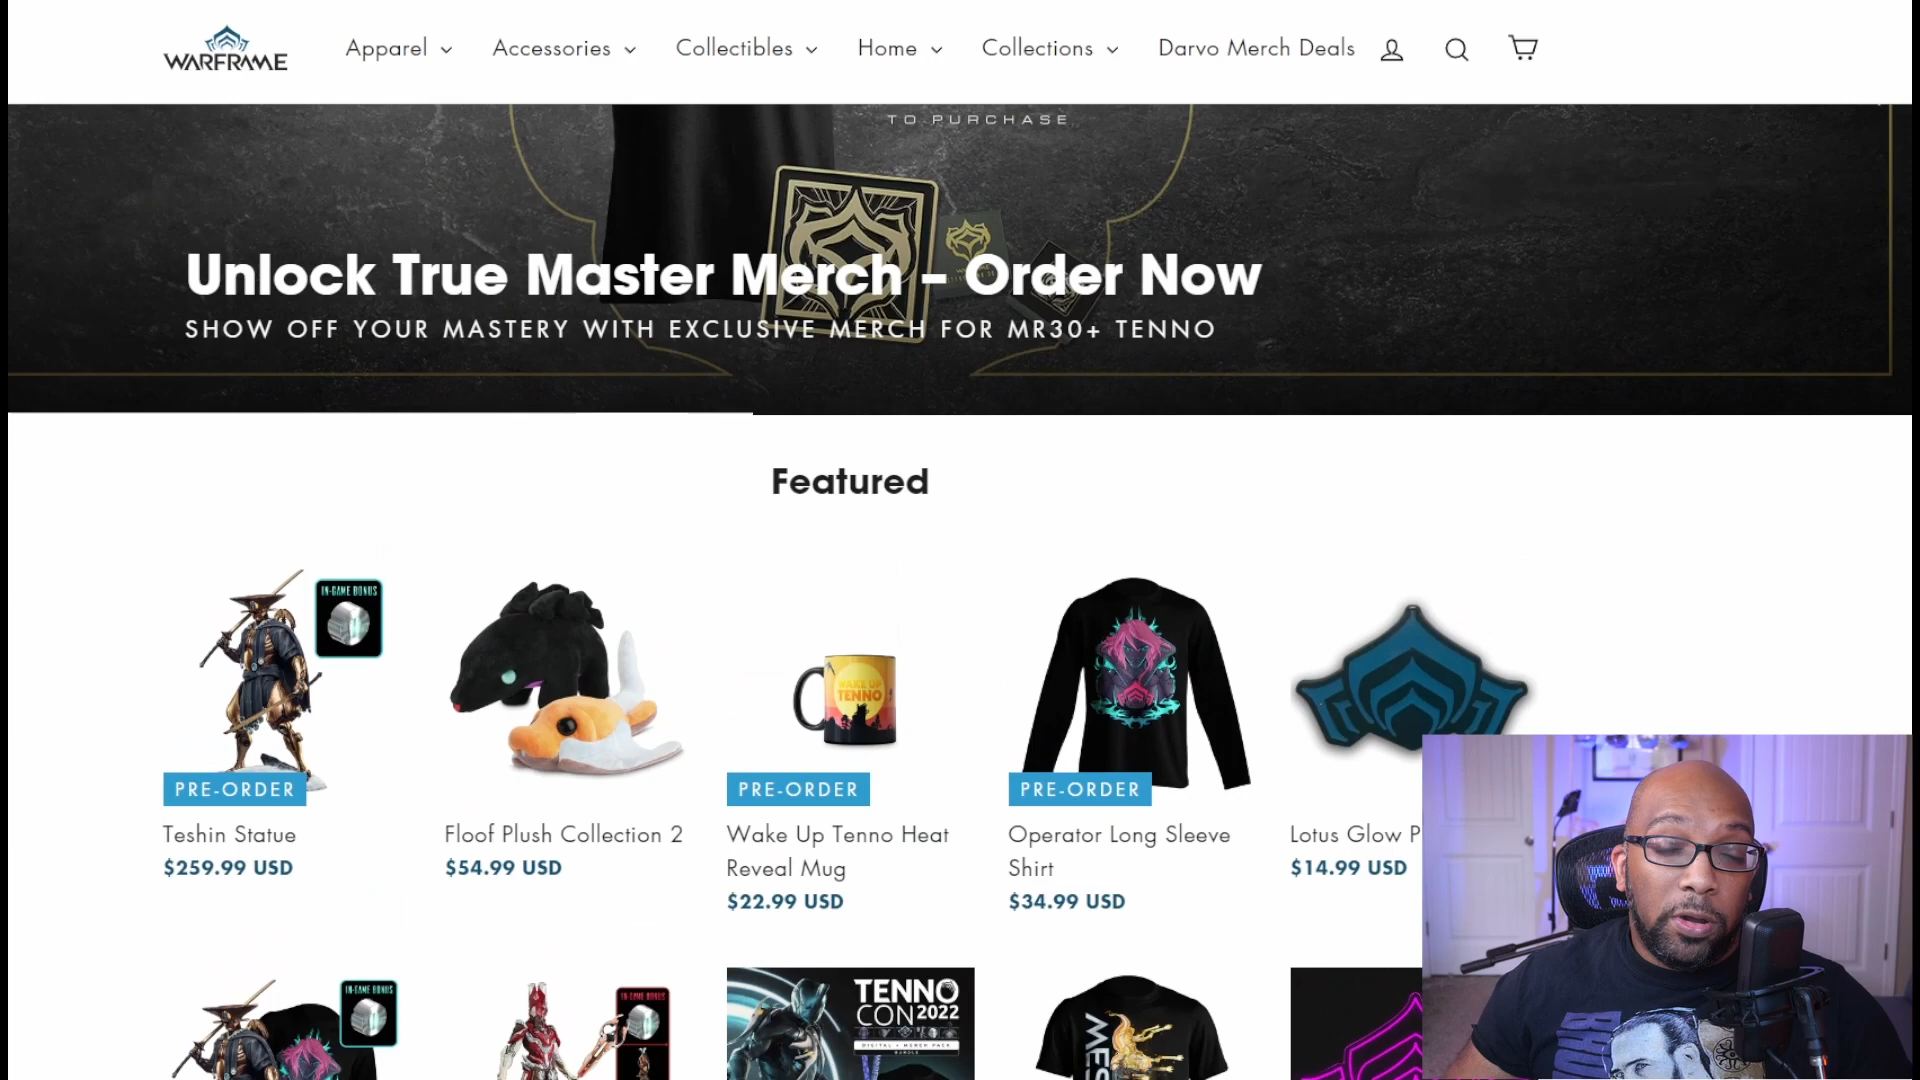 WARFRAME
Apparel
Accessories
Collectibles
Home
Collections
Darvo Merch Deals
TO PURCHASE
Unlock True Master Merch – Order Now
SHOW OFF YOUR MASTERY WITH EXCLUSIVE MERCH FOR MR30+ TENNO
Featured
IN-GAME BONUS
WAKE UP
TENNO
PRE-ORDER
PRE-ORDER
PRE-ORDER
Teshin Statue
$259.99 USD
Floof Plush Collection 2
$54.99 USD
Wake Up Tenno Heat
Reveal Mug
$22.99 USD
Operator Long Sleeve
Shirt
$34.99 USD
Lotus Glow P
$14.99 USD
IN-GAME BONUS
IN-GAME BONUS
TENNO
CON 2022
DIGITAL + MERCH PACK
BUNDLE